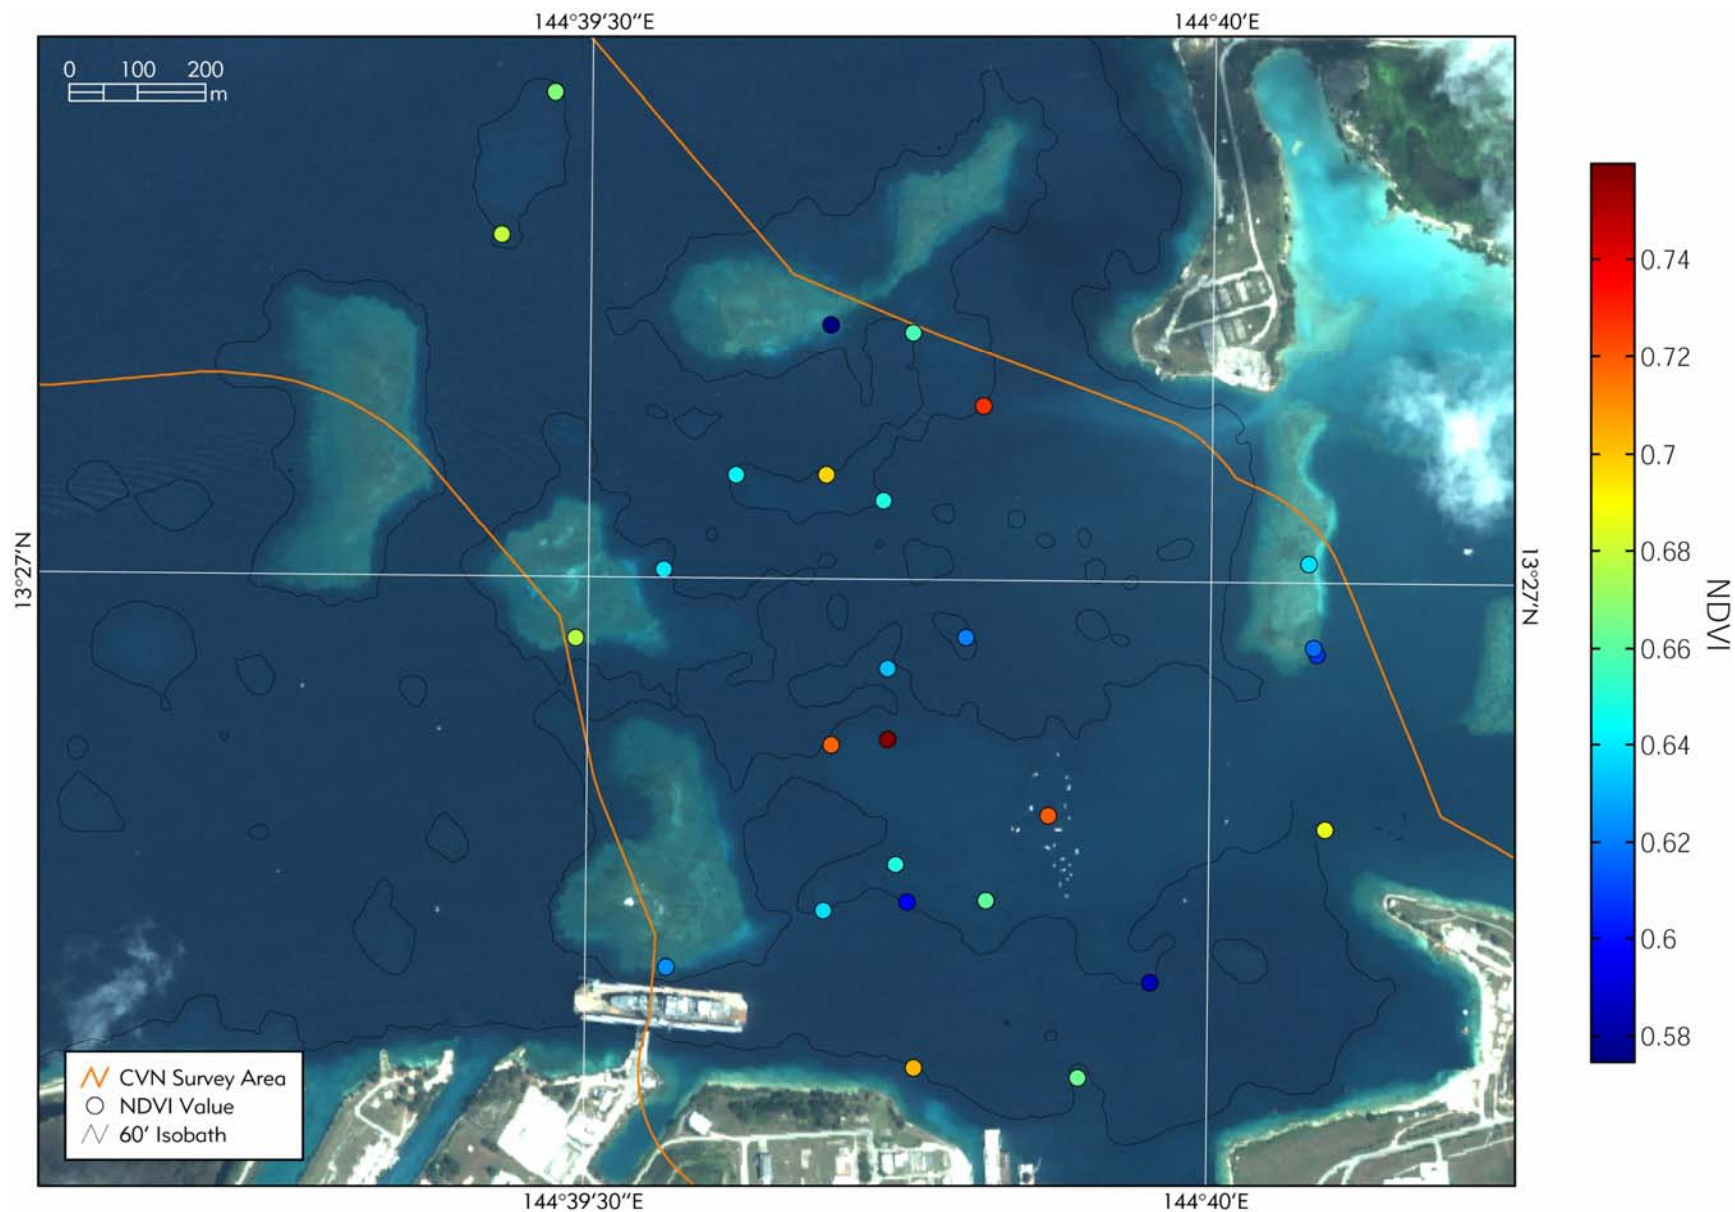 144°39'30"E
144°40'E
0 100 200
m
13°27'N
13°27'N
0.74
0.72
0.7
0.68
0.66
0.64
0.62
0.6
0.58
NDVI
CVN Survey Area
NDVI Value
60' Isobath
144°39'30"E
144°40'E